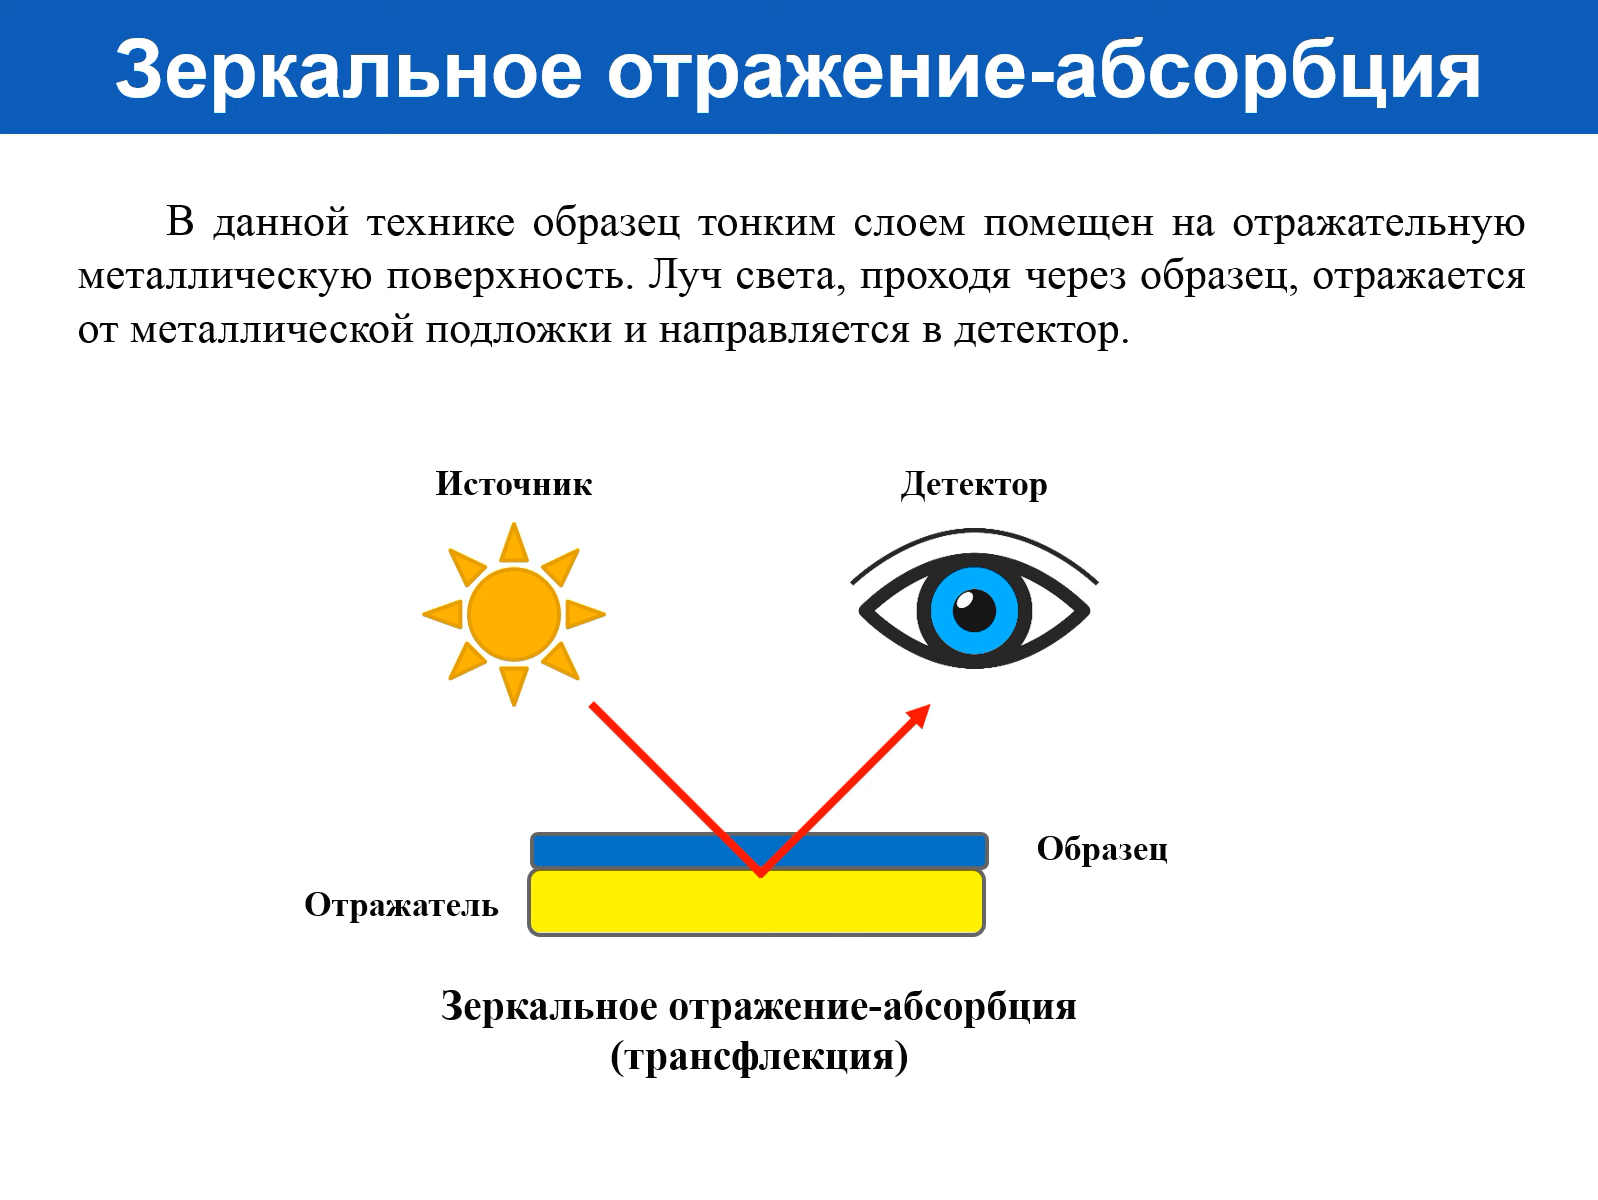 Зеркальное отражение-абсорбция
В данной технике образец тонким слоем помещен на отражательную
металлическую поверхность. Луч света, проходя через образец, отражается
от металлической подложки и направляется в детектор.
Источник
Детектор
Образец
Отражатель
Зеркальное отражение-абсорбция
(трансфлекция)